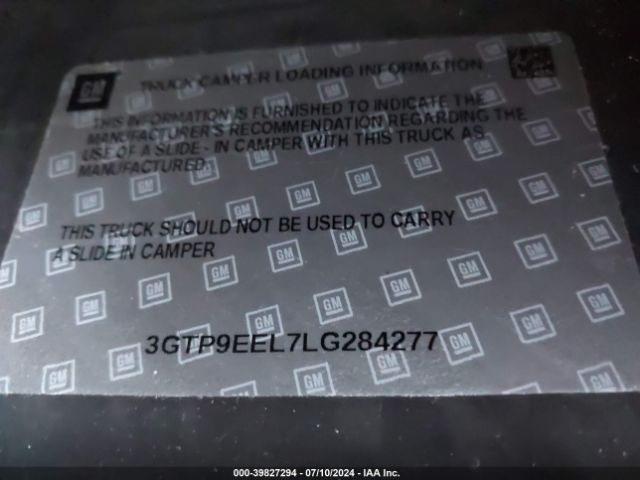 GM TRUCK CAMPER LOADING INFORMATION
THIS INFORMATION IS FURNISHED TO INDICATE THE
MANUFACTURER'S RECOMMENDATION REGARDING THE
USE OF A SLIDE - IN CAMPER WITH THIS TRUCK AS
MANUFACTURED.
THIS TRUCK SHOULD NOT BE USED TO CARRY
A SLIDE IN CAMPER
3GTP9EEL7LG284277
000-39827294 - 07/10/2024 - IAA Inc.